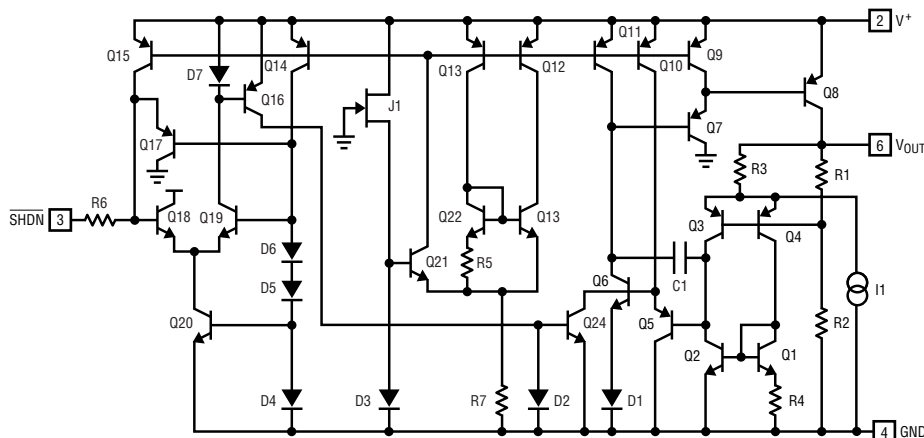 Q15
Q14
Q13
Q12
Q11
Q10
Q9
2 V+
D7
Q16
J1
Q8
Q17
Q7
6 VOUT
R3
R1
SHDN 3
R6
Q18
Q19
Q22
Q13
Q3
Q4
D6
R5
Q21
Q6
C1
I1
D5
Q20
Q24
Q5
R2
Q2
Q1
D4
D3
R7
D2
D1
R4
4 GND